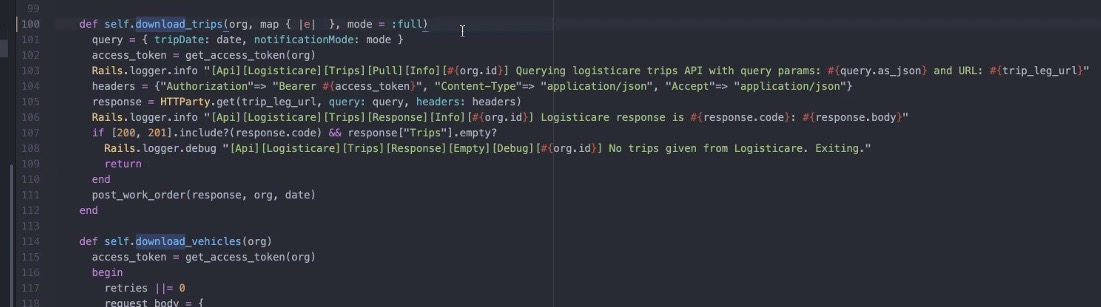 99
100 def self.download_trips(org, map { |e|  }, mode = :full)
101 query = { tripDate: date, notificationMode: mode }
102 access_token = get_access_token(org)
103 Rails.logger.info "[Api][Logisticare][Trips][Pull][Info][#{org.id}] Querying logisticare trips API with query params: #{query.as_json} and URL: #{trip_leg_url}"
104 headers = {"Authorization"=> "Bearer #{access_token}", "Content-Type"=> "application/json", "Accept"=> "application/json"}
105 response = HTTParty.get(trip_leg_url, query: query, headers: headers)
106 Rails.logger.info "[Api][Logisticare][Trips][Response][Info][#{org.id}] Logisticare response is #{response.code}: #{response.body}"
107 if [200, 201].include?(response.code) && response["Trips"].empty?
108 Rails.logger.debug "[Api][Logisticare][Trips][Response][Empty][Debug][#{org.id}] No trips given from Logisticare. Exiting."
109 return
110 end
111 post_work_order(response, org, date)
112 end
113
114 def self.download_vehicles(org)
115 access_token = get_access_token(org)
116 begin
117 retries ||= 0
118 request_body = {